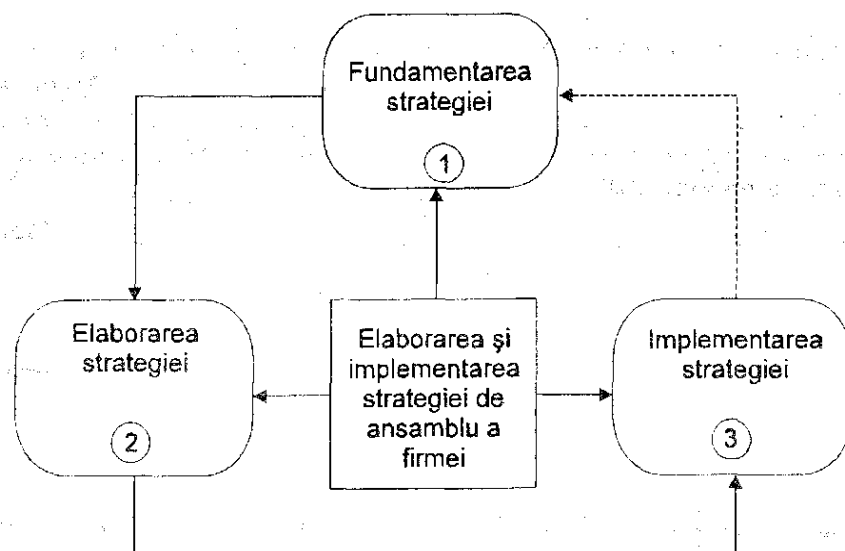 Fundamentarea
strategiei
1
Elaborarea
strategiei
2
Elaborarea şi
implementarea
strategiei de
ansamblu a
firmei
Implementarea
strategiei
3